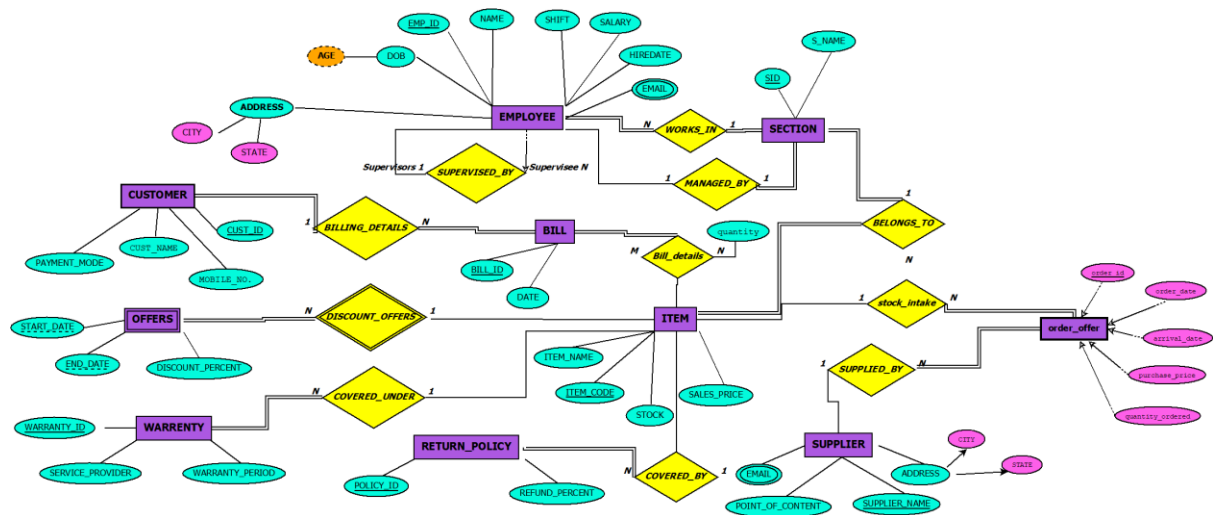 NAME
SHIFT
SALARY
EMP_ID
S_NAME
AGE
DOB
HIREDATE
SID
EMAIL
ADDRESS
EMPLOYEE
N
WORKS_IN
1
SECTION
CITY
STATE
Supervisors 1
SUPERVISED_BY
Supervisee N
1
MANAGED_BY
1
1
CUSTOMER
BELONGS_TO
N
1
BILLING_DETAILS
N
BILL
CUST_ID
CUST_NAME
PAYMENT_MODE
MOBILE_NO.
quantity
M
Bill_details
N
BILL_ID
DATE
order_id
order_date
1
stock_intake
N
START_DATE
OFFERS
N
DISCOUNT_OFFERS
1
ITEM
order_offer
arrival_date
END_DATE
DISCOUNT_PERCENT
ITEM_NAME
ITEM_CODE
STOCK
SALES_PRICE
1
SUPPLIED_BY
N
purchase_price
quantity_ordered
N
COVERED_UNDER
1
WARRANTY_ID
WARRENTY
SERVICE_PROVIDER
WARRANTY_PERIOD
RETURN_POLICY
POLICY_ID
REFUND_PERCENT
N
COVERED_BY
1
SUPPLIER
CITY
STATE
EMAIL
ADDRESS
POINT_OF_CONTENT
SUPPLIER_NAME